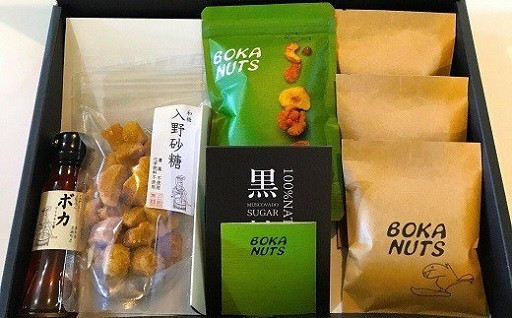 ボカ
和糖
入野砂糖
BOKA
NUTS
黒
MUSCOVADO
SUGAR
100%NAT
BOKA
NUTS
BOKA
NUTS